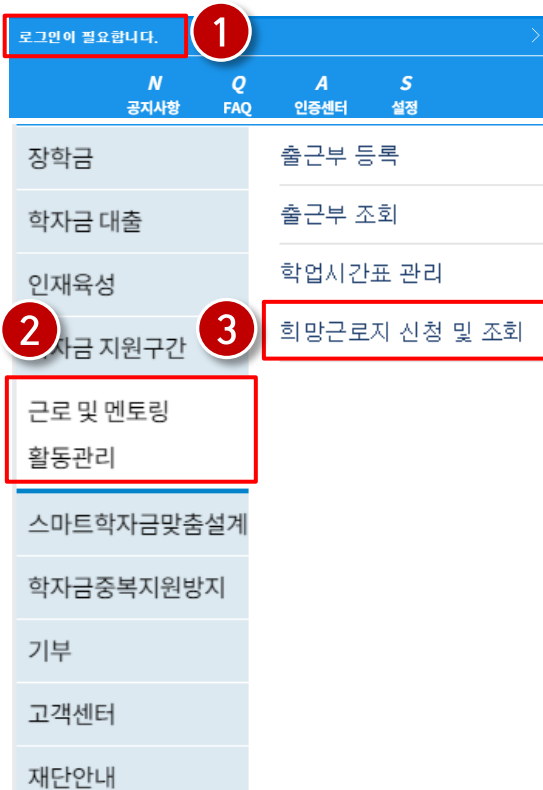 로그인이 필요합니다.
1
N Q A S
공지사항 FAQ 인증센터 설정
장학금
학자금 대출
인재육성
2
자금 지원구간
근로 및 멘토링
활동관리
스마트학자금맞춤설계
학자금중복지원방지
기부
고객센터
재단안내
출근부 등록
출근부 조회
학업시간표 관리
3
희망근로지 신청 및 조회